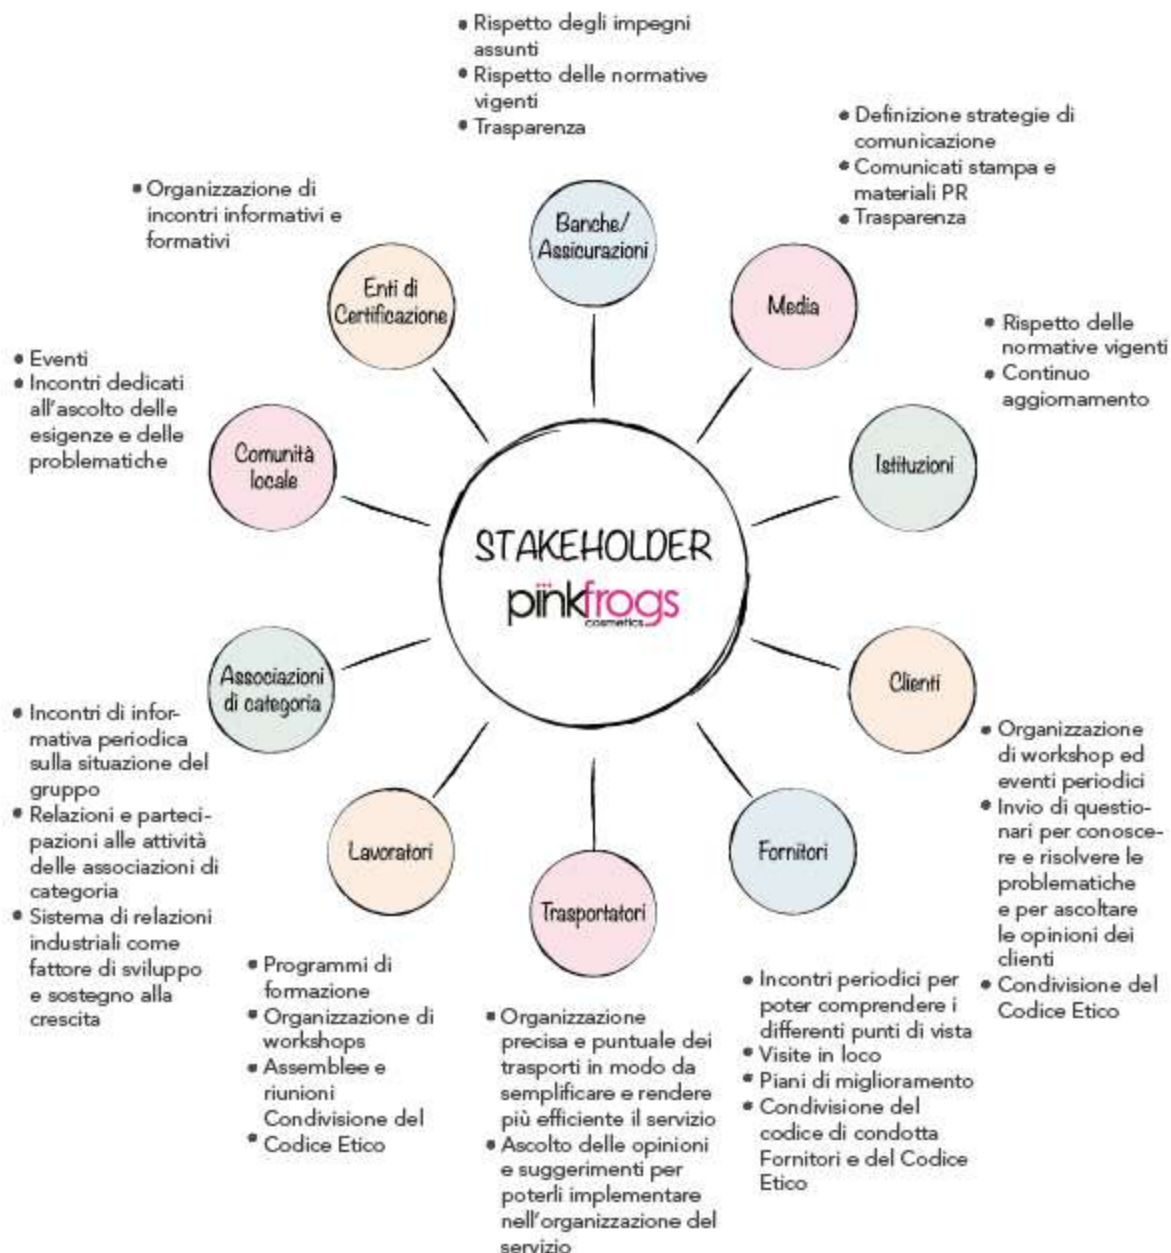 • Rispetto degli impegni
assunti
• Rispetto delle normative
vigenti
• Trasparenza
Banche/
Assicurazioni
• Definizione strategie di
comunicazione
• Comunicati stampa e
materiali PR
• Trasparenza
Media
• Rispetto delle
normative vigenti
• Continuo
aggiornamento
Istituzioni
Clienti
• Organizzazione
di workshop ed
eventi periodici
• Invio di questio-
nari per conosce-
re e risolvere le
problematiche
e per ascoltare
le opinioni dei
clienti
• Condivisione del
Codice Etico
Fornitori
• Incontri periodici per
poter comprendere i
differenti punti di vista
• Visite in loco
• Piani di miglioramento
• Condivisione del
codice di condotta
Fornitori e del Codice
Etico
Trasportatori
• Organizzazione
precisa e puntuale dei
trasporti in modo da
semplificare e rendere
più efficiente il servizio
• Ascolto delle opinioni
e suggerimenti per
poterli implementare
nell'organizzazione del
servizio
Lavoratori
• Programmi di
formazione
• Organizzazione di
workshops
• Assemblee e
riunioni
Condivisione del
• Codice Etico
Associazioni
di categoria
• Incontri di infor-
mativa periodica
sulla situazione del
gruppo
• Relazioni e parteci-
pazioni alle attività
delle associazioni di
categoria
• Sistema di relazioni
industriali come
fattore di sviluppo
e sostegno alla
crescita
Comunità
locale
• Eventi
• Incontri dedicati
all'ascolto delle
esigenze e delle
problematiche
Enti di
Certificazione
• Organizzazione di
incontri informativi e
formativi
STAKEHOLDER
pinkfrogs
cosmetics